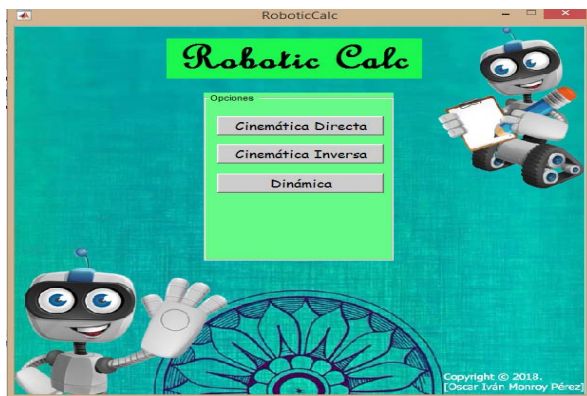 RoboticCalc
Robotic Calc
Opciones
Cinemática Directa
Cinemática Inversa
Dinámica
Copyright © 2018.
[Oscar Iván Monroy Pérez]